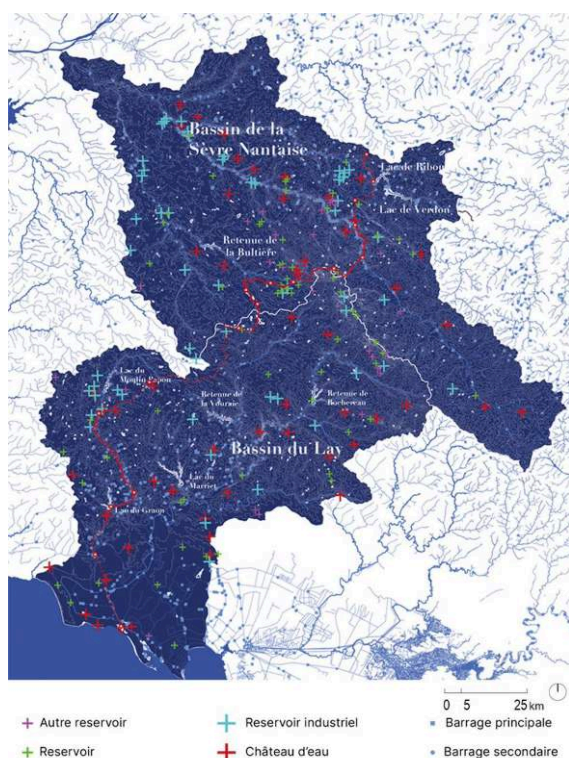 Bassin de la
Sèvre Nantaise
Lac de Ribou
Lac de Verdon
Retenue de
la Bultière
Lac du
Moulin Papon
Retenue de
la Vouraie
Retenue de
Rochereau
Bassin du Lay
Lac du
Marillet
Lac du Graon
0 5 25 km
Autre reservoir
Reservoir industriel
Barrage principale
Reservoir
Château d'eau
Barrage secondaire